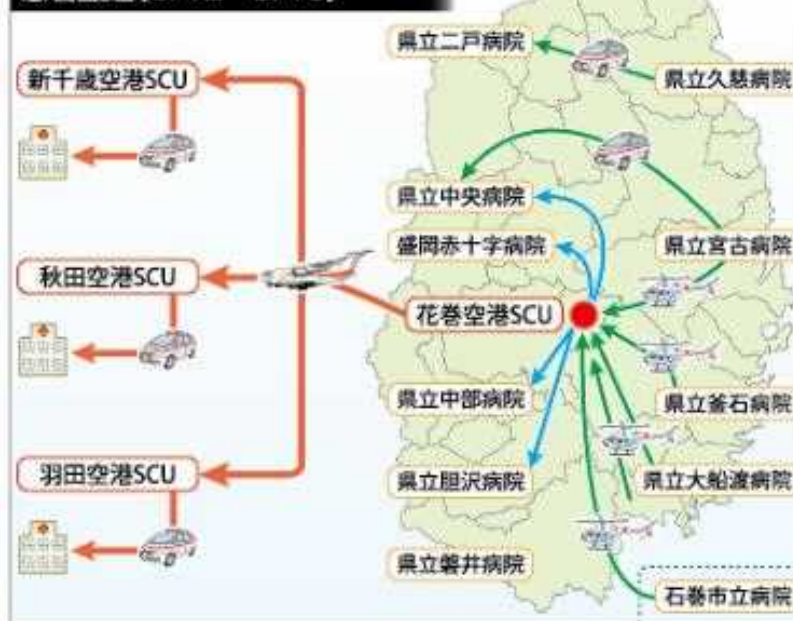 県立二戸病院
県立久慈病院
新千歳空港SCU
県立中央病院
盛岡赤十字病院
県立宮古病院
秋田空港SCU
花巻空港SCU
県立中部病院
県立釜石病院
羽田空港SCU
県立胆沢病院
県立大船渡病院
県立磐井病院
石巻市立病院